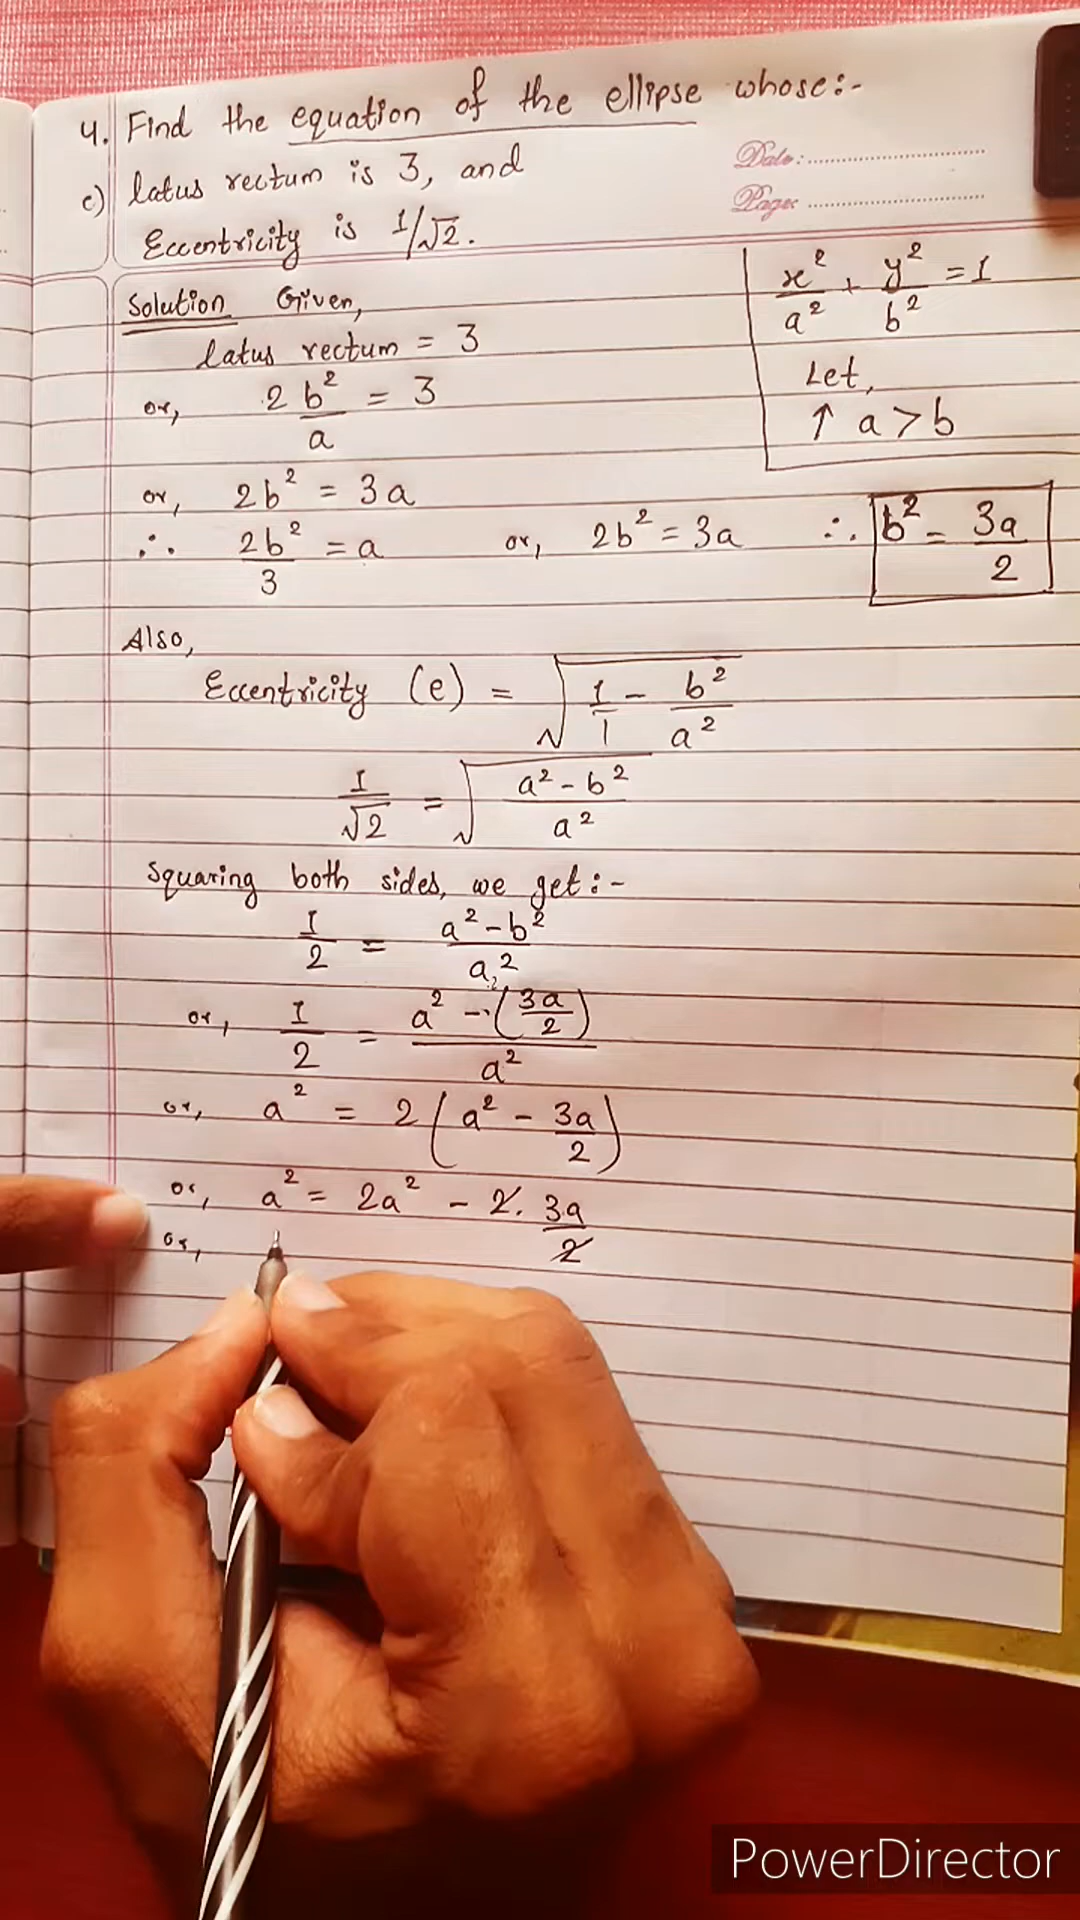 4. Find the equation of the ellipse whose:-
c) latus rectum is 3, and
Eccentricity is 1/√2.
Date:
Page:
Solution Given,
latus rectum = 3
or, 2b²/a = 3
x²/a² + y²/b² = 1
Let,
↑ a > b
or, 2b² = 3a
∴ 2b²/3 = a or, 2b² = 3a ∴ b² = 3a/2
Also,
Eccentricity (e) = √(1/1 - b²/a²)
1/√2 = √(a² - b²/a²)
Squaring both sides, we get:-
1/2 = a² - b²/a²
or, 1/2 = a² - (3a/2)/a²
or, a² = 2(a² - 3a/2)
or, a² = 2a² - 2. 3a/2
or,
PowerDirector